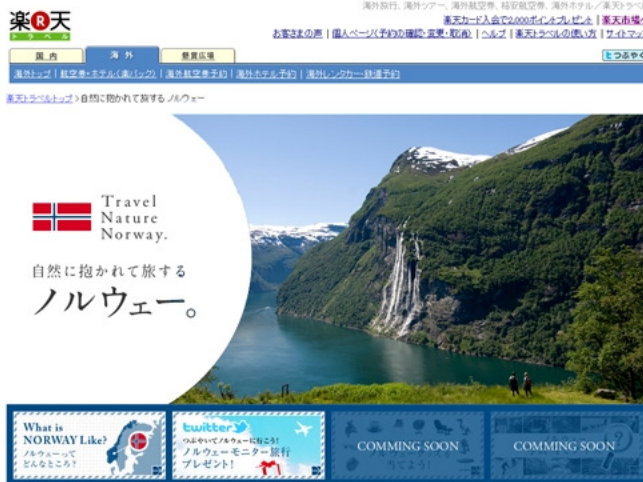 海外旅行、海外ツアー、海外航空券、格安航空券、海外ホテル／楽天トラベル
楽天カード入会で2,000ポイントプレゼント | 楽天市場
楽R天
トラベル
お客さまの声 | 個人ページ(予約の確認・変更・取消) | ヘルプ | 楽天トラベルの使い方 | サイトマッ
国内 海外 懸賞広場
tつぶやく
海外トップ | 航空券+ホテル(楽パック) | 海外航空券予約 | 海外ホテル予約 | 海外レンタカー・鉄道予約
楽天トラベルトップ > 自然に抱かれて旅する ノルウェー
Travel
Nature
Norway.
自然に抱かれて旅する
ノルウェー。
What is
NORWAY Like?
ノルウェーって
どんなところ?
twitter
つぶやいてノルウェーに行こう!
ノルウェーモニター旅行
プレゼント!
COMMING SOON
当てよう!
COMMING SOON